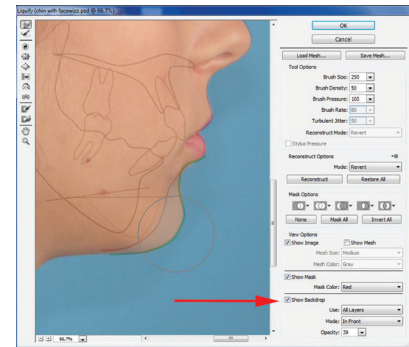 Liquify (chin with facewizz.psd @ 66.7%)
OK
Cancel
Load Mesh... Save Mesh...
Tool Options
Brush Size: 250
Brush Density: 50
Brush Pressure: 100
Brush Rate: 80
Turbulent Jitter: 50
Reconstruct Mode: Revert
Stylus Pressure
Reconstruct Options
Mode: Revert
Reconstruct Restore All
Mask Options
None Mask All Invert All
View Options
Show Image Show Mesh
Mesh Size: Medium
Mesh Color: Gray
Show Mask
Mask Color: Red
Show Backdrop
Use: All Layers
Mode: In Front
Opacity: 39
66.7%